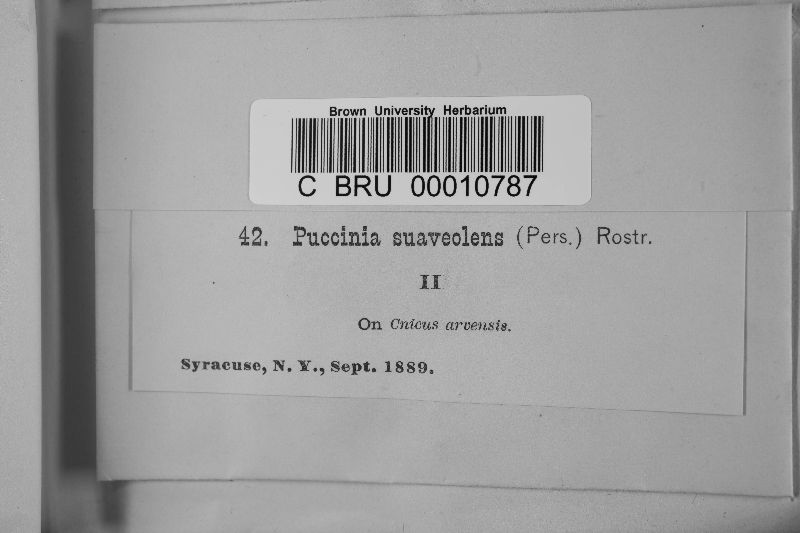 Brown University Herbarium
C BRU 00010787
42. Puccinia suaveolens (Pers.) Rostr.
II
On Cnicus arvensis.
Syracuse, N. Y., Sept. 1889.